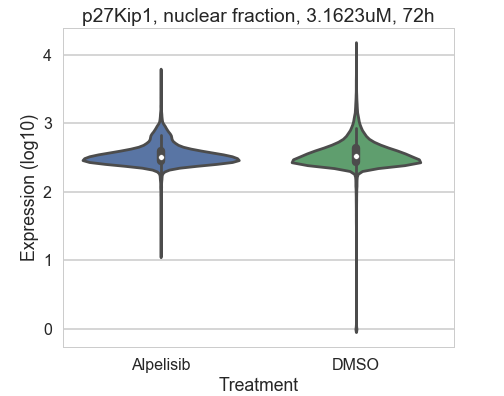 p27Kip1, nuclear fraction, 3.1623uM, 72h
Expression (log10)
4
3
2
1
0
Alpelisib
DMSO
Treatment